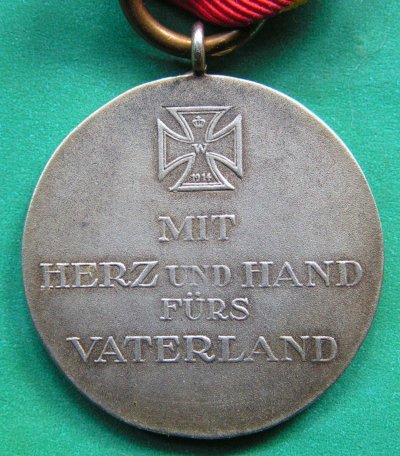 W
1914
MIT
HERZ UND HAND
FÜRS
VATERLAND